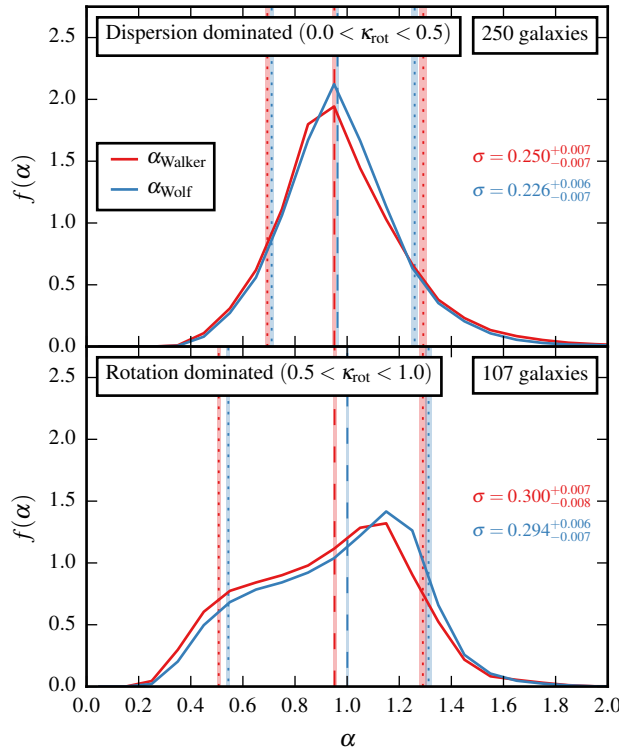 Dispersion dominated (0.0 < κrot < 0.5)
250 galaxies
2.5
2.0
1.5
1.0
0.5
0.0
f(α)
αWalker
αWolf
σ = 0.250 +0.007 −0.007
σ = 0.226 +0.006 −0.007
Rotation dominated (0.5 < κrot < 1.0)
107 galaxies
2.5
2.0
1.5
1.0
0.5
0.0
f(α)
σ = 0.300 +0.007 −0.008
σ = 0.294 +0.006 −0.007
0.0 0.2 0.4 0.6 0.8 1.0 1.2 1.4 1.6 1.8 2.0
α